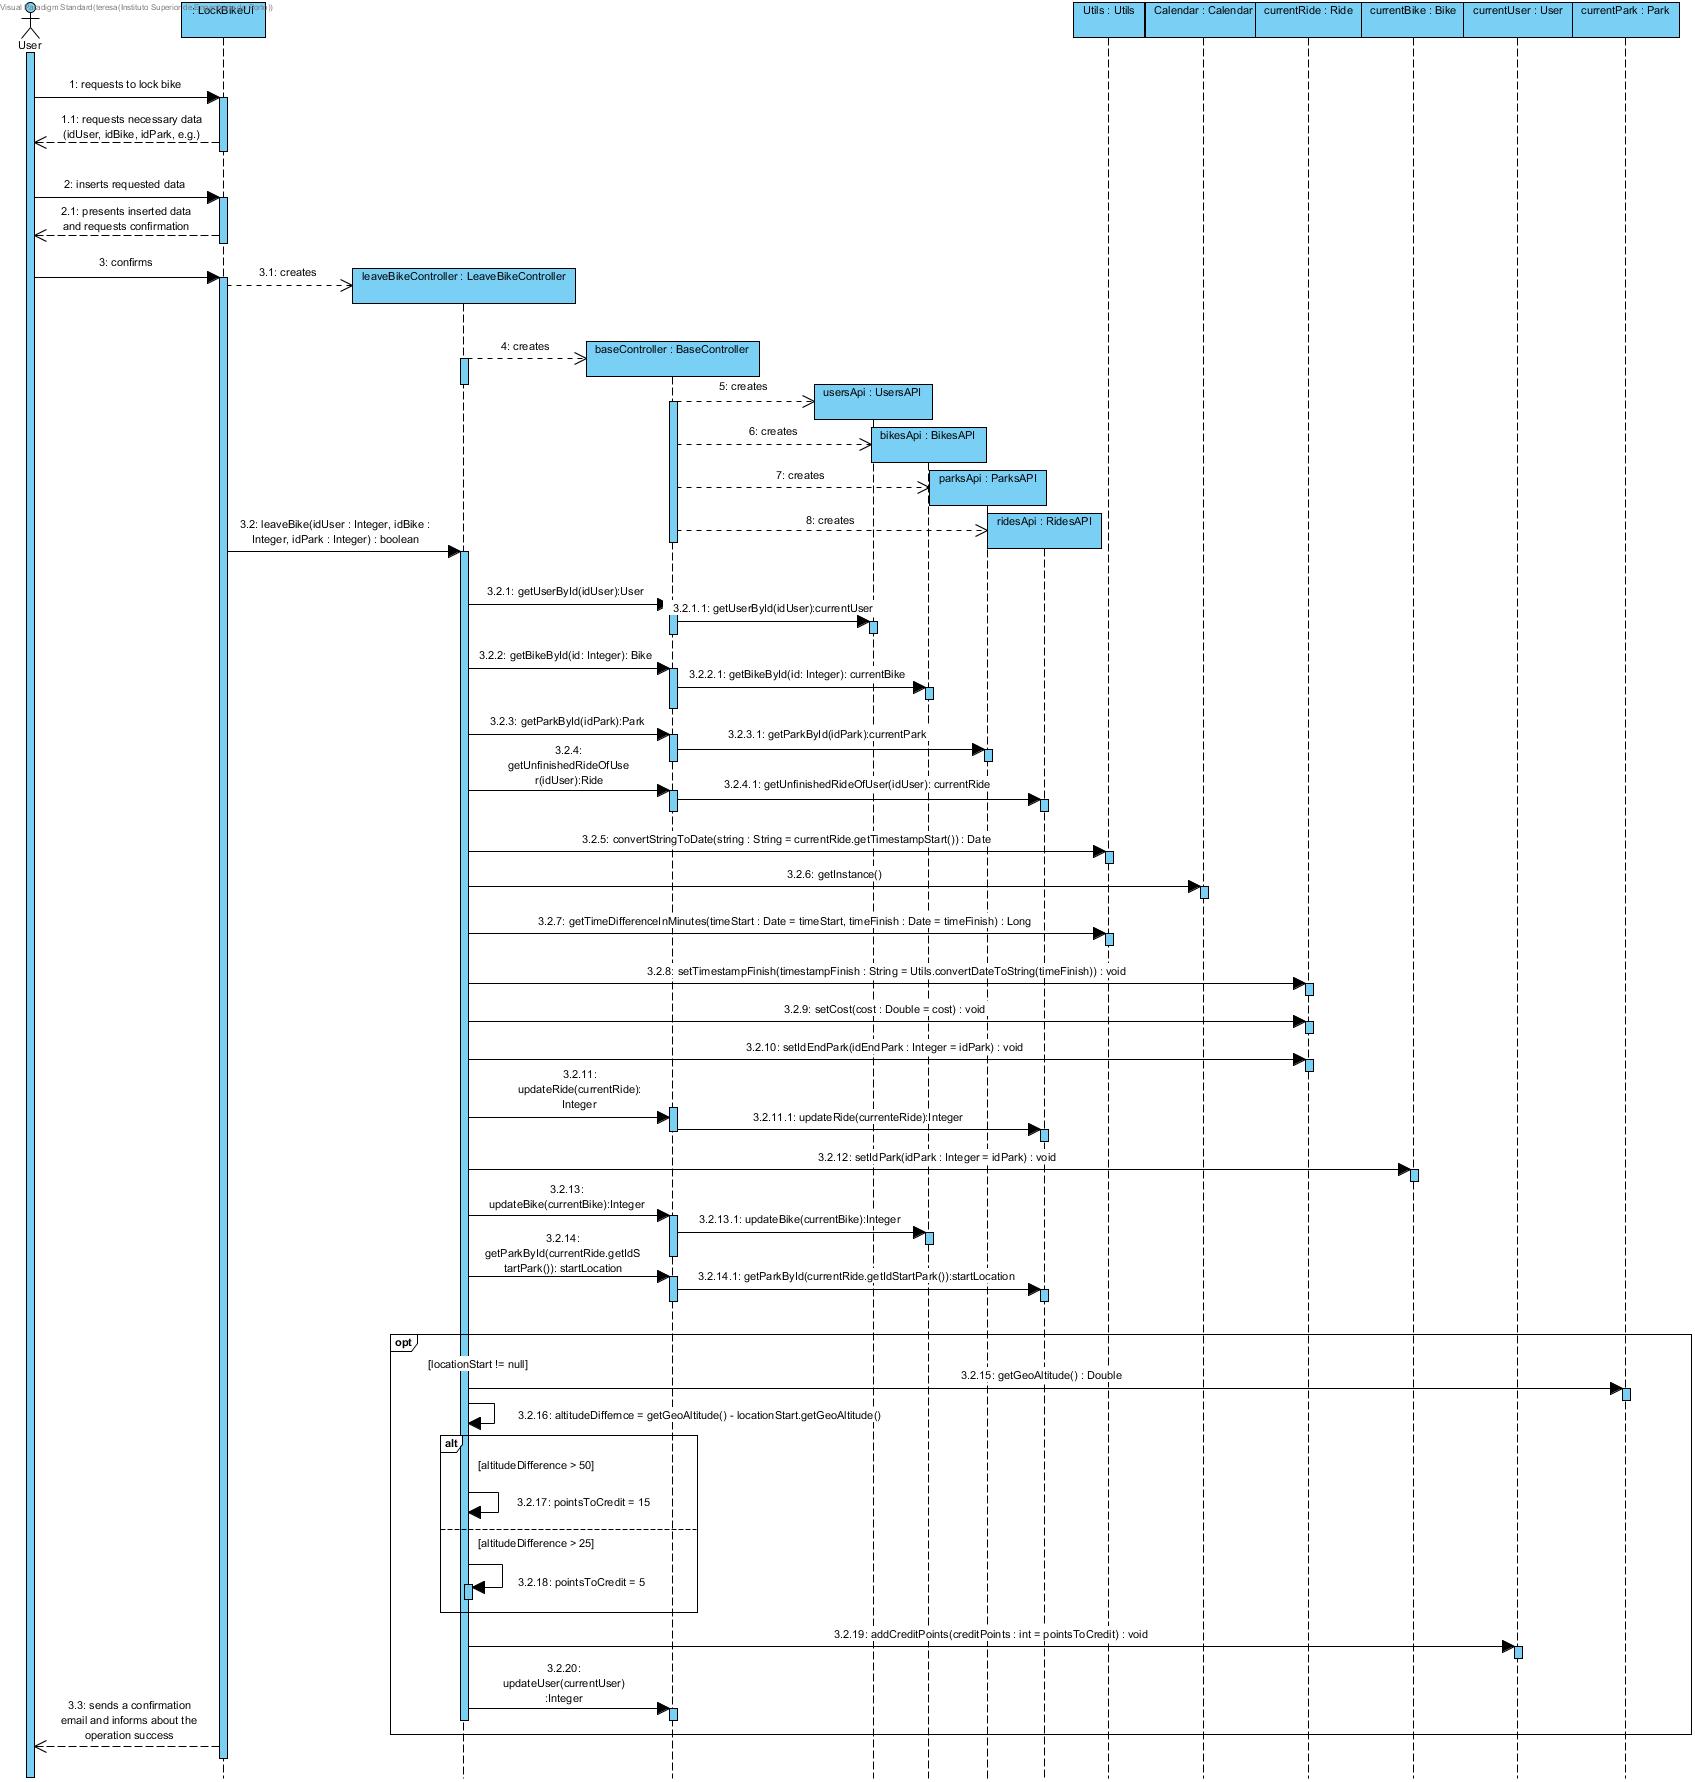 Visual Paradigm Standard(teresa(Instituto Superior
: LockBikeUI
Utils : Utils
Calendar : Calendar
currentRide : Ride
currentBike : Bike
currentUser : User
currentPark : Park
User
1: requests to lock bike
1.1: requests necessary data
(idUser, idBike, idPark, e.g.)
2: inserts requested data
2.1: presents inserted data
and requests confirmation
3: confirms
3.1: creates
leaveBikeController : LeaveBikeController
4: creates
baseController : BaseController
5: creates
usersApi : UsersAPI
6: creates
bikesApi : BikesAPI
7: creates
parksApi : ParksAPI
8: creates
ridesApi : RidesAPI
3.2: leaveBike(idUser : Integer, idBike :
Integer, idPark : Integer) : boolean
3.2.1: getUserById(idUser):User
3.2.1.1: getUserById(idUser):currentUser
3.2.2: getBikeById(id: Integer): Bike
3.2.2.1: getBikeById(id: Integer): currentBike
3.2.3: getParkById(idPark):Park
3.2.3.1: getParkById(idPark):currentPark
3.2.4:
getUnfinishedRideOfUse
r(idUser):Ride
3.2.4.1: getUnfinishedRideOfUser(idUser): currentRide
3.2.5: convertStringToDate(string : String = currentRide.getTimestampStart()) : Date
3.2.6: getInstance()
3.2.7: getTimeDifferenceInMinutes(timeStart : Date = timeStart, timeFinish : Date = timeFinish) : Long
3.2.8: setTimestampFinish(timestampFinish : String = Utils.convertDateToString(timeFinish)) : void
3.2.9: setCost(cost : Double = cost) : void
3.2.10: setIdEndPark(idEndPark : Integer = idPark) : void
3.2.11:
updateRide(currentRide):
Integer
3.2.11.1: updateRide(currenteRide):Integer
3.2.12: setIdPark(idPark : Integer = idPark) : void
3.2.13:
updateBike(currentBike):Integer
3.2.13.1: updateBike(currentBike):Integer
3.2.14:
getParkById(currentRide.getIdS
tartPark()): startLocation
3.2.14.1: getParkById(currentRide.getIdStartPark()):startLocation
opt
[locationStart != null]
3.2.15: getGeoAltitude() : Double
3.2.16: altitudeDiffernce = getGeoAltitude() - locationStart.getGeoAltitude()
alt
[altitudeDifference > 50]
3.2.17: pointsToCredit = 15
[altitudeDifference > 25]
3.2.18: pointsToCredit = 5
3.2.19: addCreditPoints(creditPoints : int = pointsToCredit) : void
3.2.20:
updateUser(currentUser)
:Integer
3.3: sends a confirmation
email and informs about the
operation success